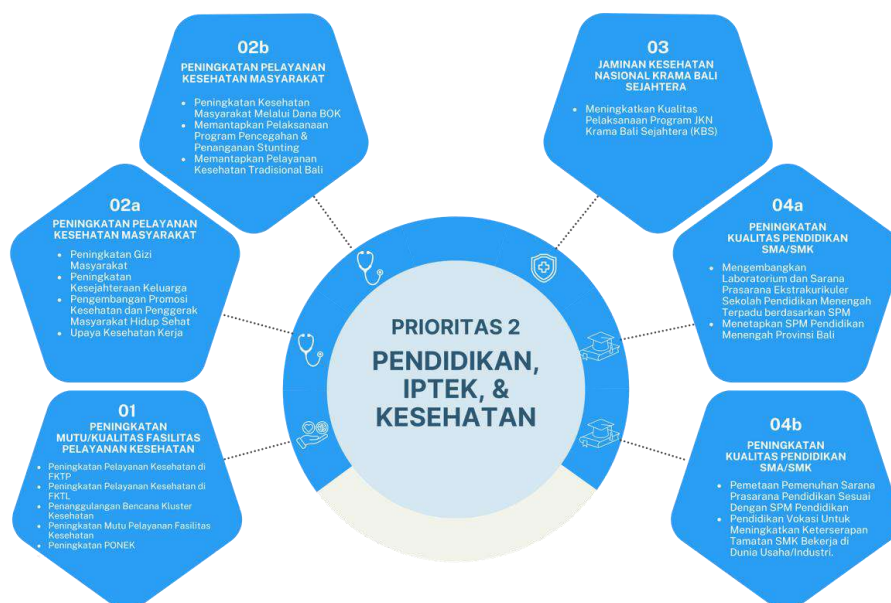 02b
PENINGKATAN PELAYANAN
KESEHATAN MASYARAKAT
• Peningkatan Kesehatan
Masyarakat Melalui Dana BOK
• Memantapkan Pelaksanaan
Program Pencegahan &
Penanganan Stunting
• Memantapkan Pelayanan
Kesehatan Tradisional Bali
03
JAMINAN KESEHATAN
NASIONAL KRAMA BALI
SEJAHTERA
• Meningkatkan Kualitas
Pelaksanaan Program JKN
Krama Bali Sejahtera (KBS)
02a
PENINGKATAN PELAYANAN
KESEHATAN MASYARAKAT
• Peningkatan Gizi
Masyarakat
• Peningkatan
Kesejahteraan Keluarga
• Pengembangan Promosi
Kesehatan dan Penggerak
Masyarakat Hidup Sehat
• Upaya Kesehatan Kerja
04a
PENINGKATAN
KUALITAS PENDIDIKAN
SMA/SMK
• Mengembangkan
Laboratorium dan Sarana
Prasarana Ekstrakurikuler
Sekolah Pendidikan Menengah
Terpadu berdasarkan SPM
• Menetapkan SPM Pendidikan
Menengah Provinsi Bali
PRIORITAS 2
PENDIDIKAN,
IPTEK, &
KESEHATAN
01
PENINGKATAN
MUTU/KUALITAS FASILITAS
PELAYANAN KESEHATAN
• Peningkatan Pelayanan Kesehatan di
FKTP
• Peningkatan Pelayanan Kesehatan di
FKTL
• Penanggulangan Bencana Kluster
Kesehatan
• Peningkatan Mutu Pelayanan Fasilitas
Kesehatan
• Peningkatan PONEK
04b
PENINGKATAN
KUALITAS PENDIDIKAN
SMA/SMK
• Pemetaan Pemenuhan Sarana
Prasarana Pendidikan Sesuai
Dengan SPM Pendidikan
• Pendidikan Vokasi Untuk
Meningkatkan Keterserapan
Tamatan SMK Bekerja di
Dunia Usaha/Industri.